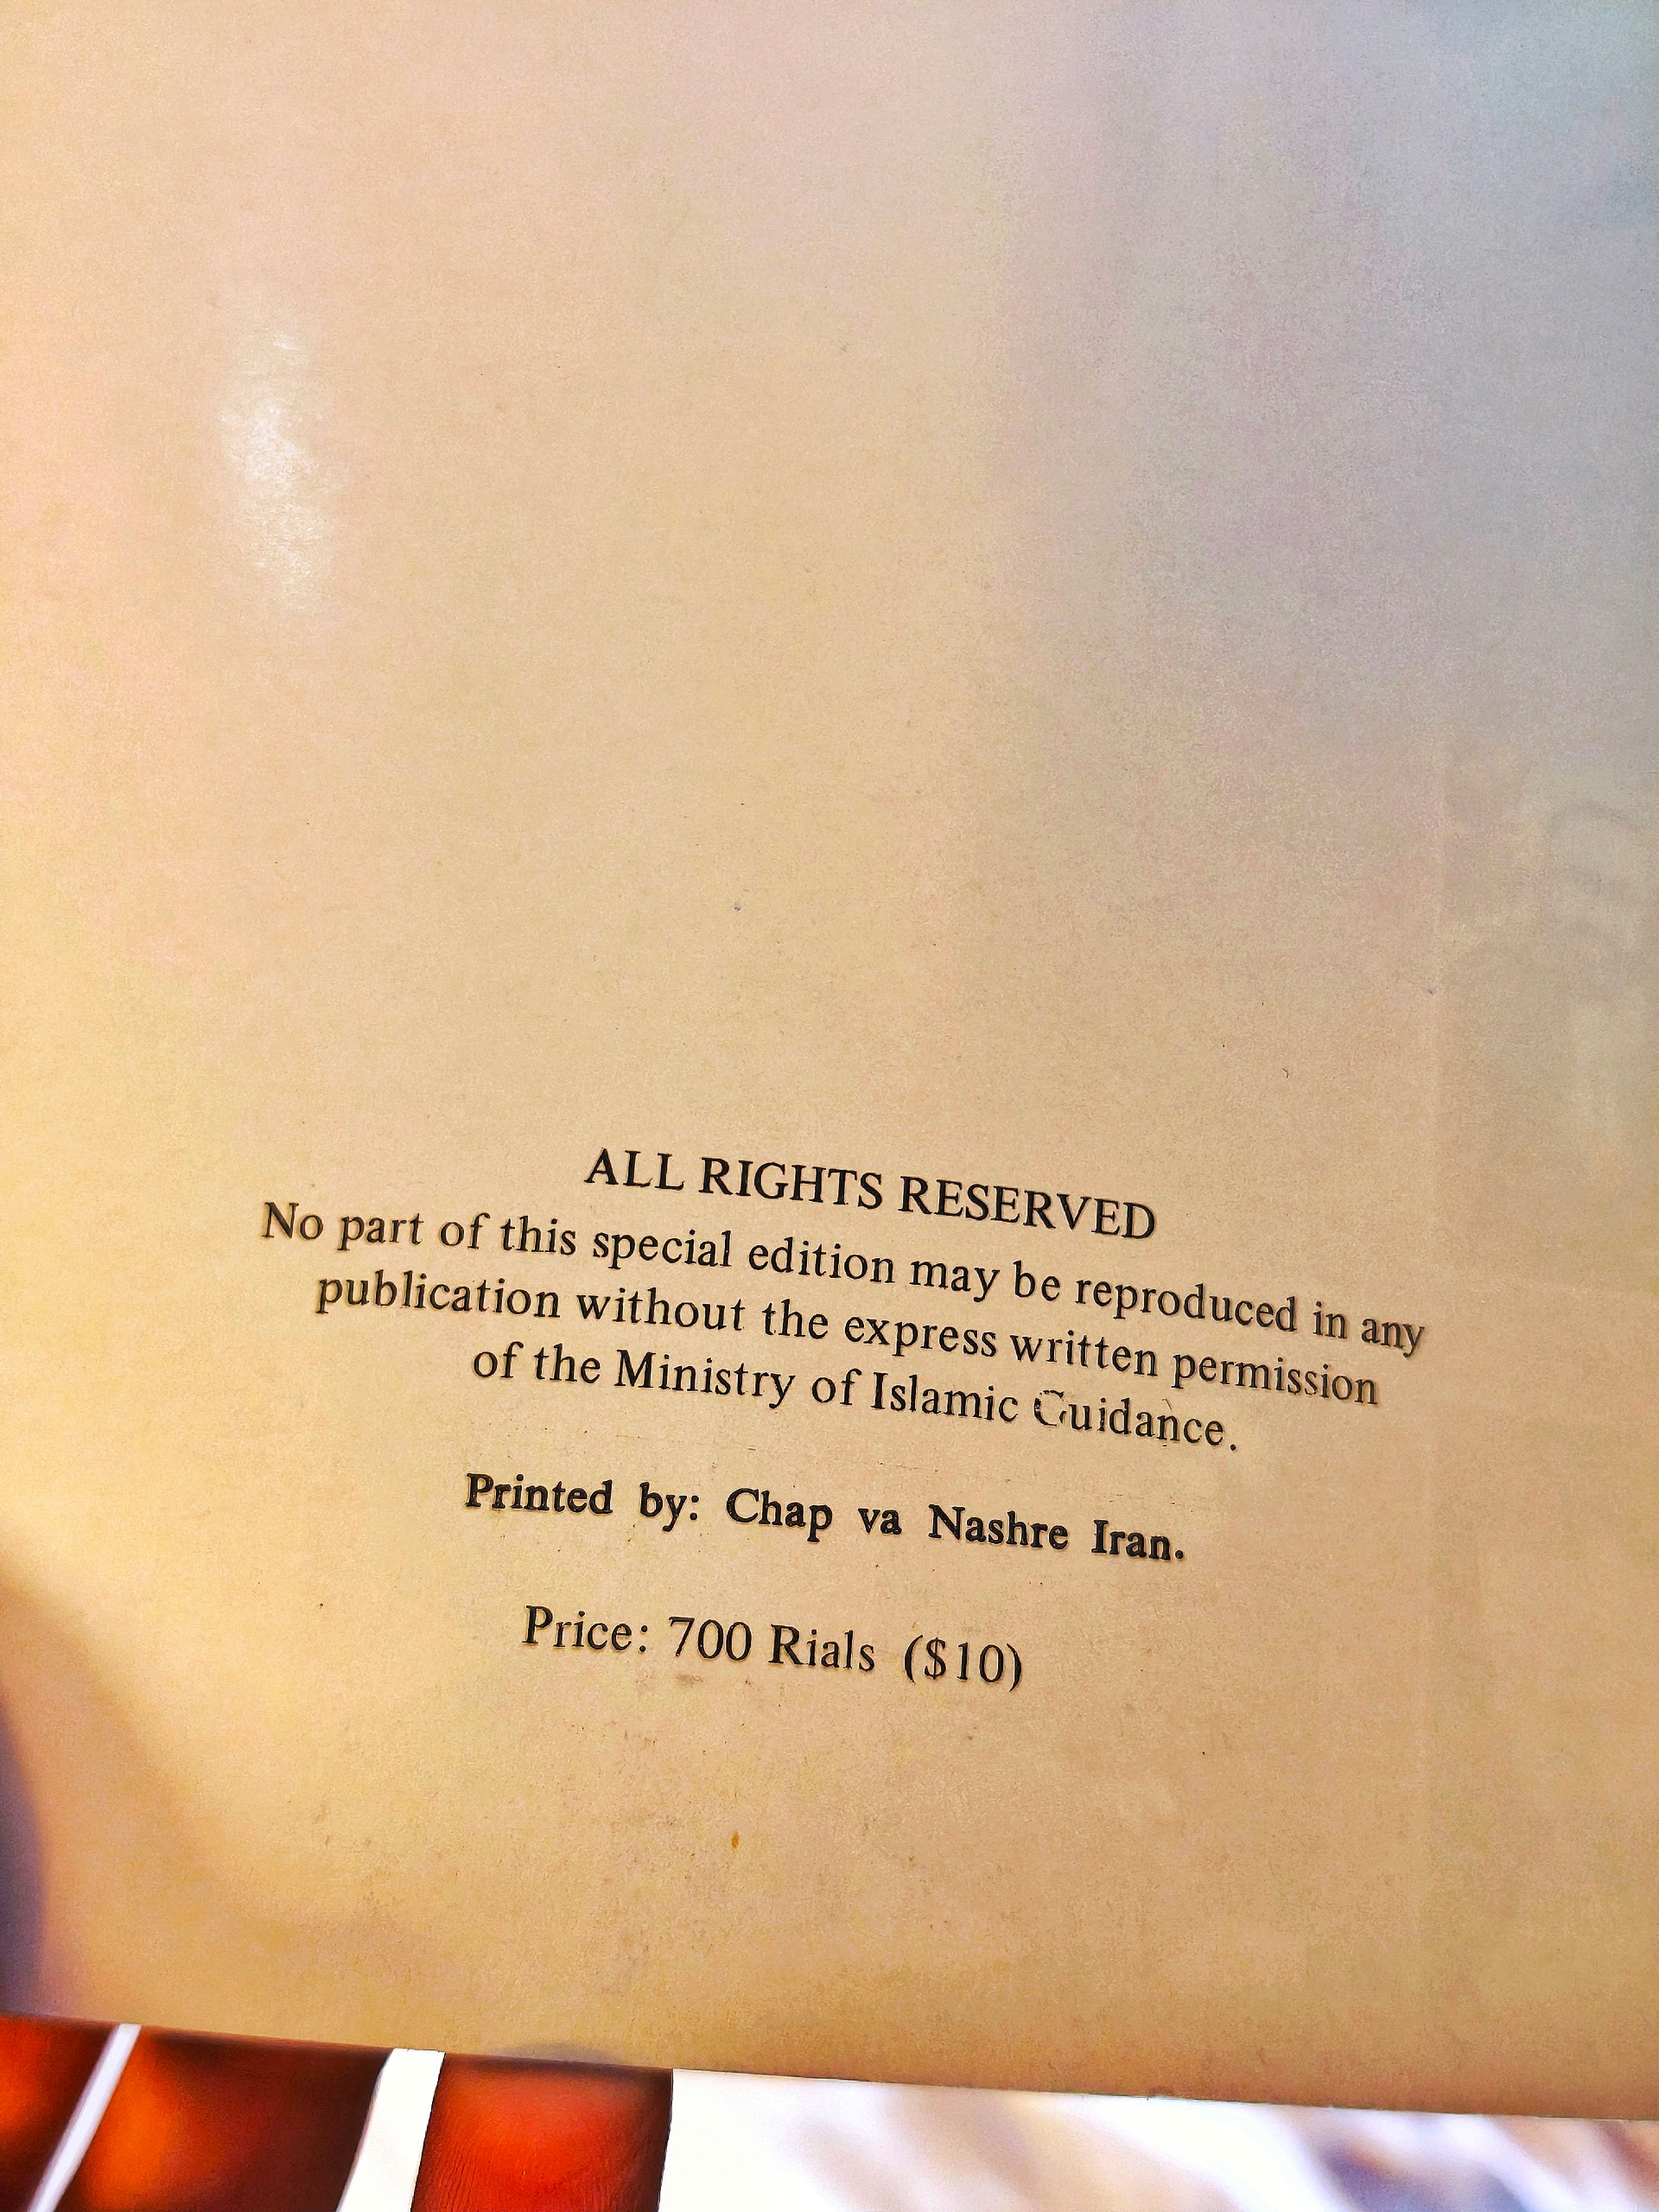 ALL RIGHTS RESERVED
No part of this special edition may be reproduced in any
publication without the express written permission
of the Ministry of Islamic Guidance.
Printed by: Chap va Nashre Iran.
Price: 700 Rials ($10)